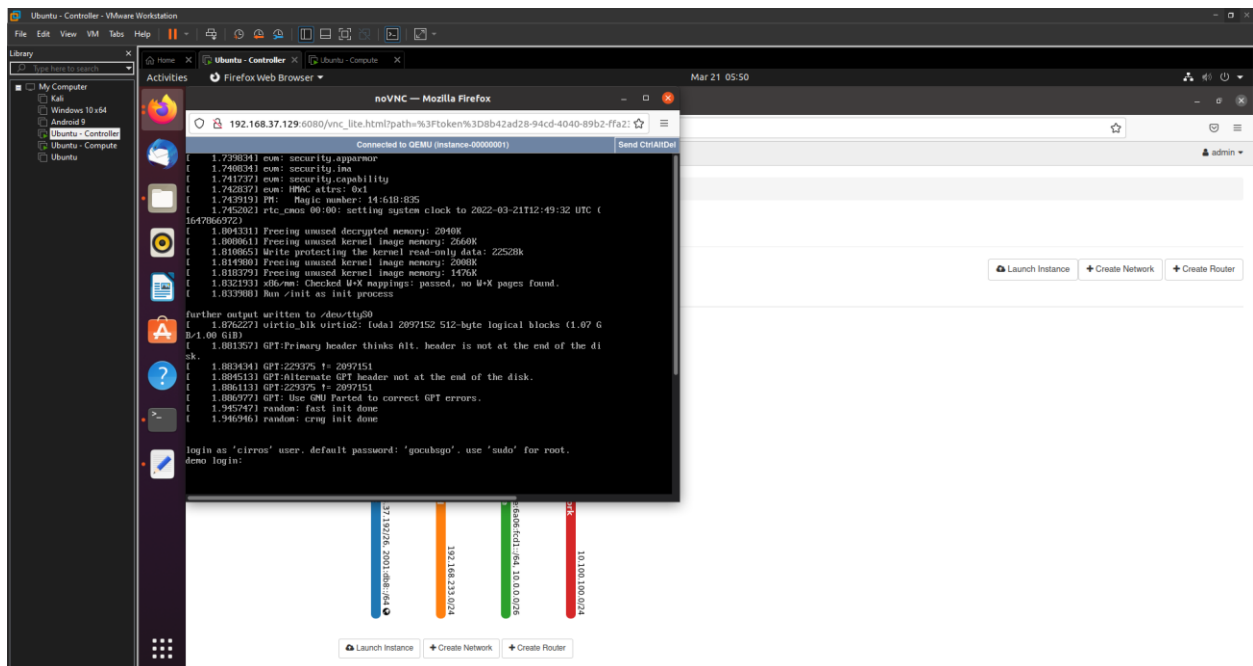 Ubuntu - Controller - VMware Workstation
File Edit View VM Tabs Help
Library
Type here to search
My Computer
Kali
Windows 10 x64
Android 9
Ubuntu - Controller
Ubuntu - Compute
Ubuntu
Home
Ubuntu - Controller
Ubuntu - Compute
Activities
Firefox Web Browser
Mar 21 05:50
noVNC — Mozilla Firefox
192.168.37.129:6080/vnc_lite.html?path=%3Ftoken%3D8b42ad28-94cd-4040-89b2-ffa2
Connected to QEMU (Instance-00000001)
Send CtrlAltDel
[ 1.739834] evm: security.apparmor
[ 1.740834] evm: security.ima
[ 1.741737] evm: security.capability
[ 1.742837] evm: HMAC attrs: 0x1
[ 1.743919] PM: Magic number: 14:618:835
[ 1.745202] rtc_cmos 00:00: setting system clock to 2022-03-21T12:49:32 UTC (
1647866972)
[ 1.804331] Freeing unused decrypted memory: 2040K
[ 1.808061] Freeing unused kernel image memory: 2660K
[ 1.810865] Write protecting the kernel read-only data: 22528k
[ 1.814980] Freeing unused kernel image memory: 2008K
[ 1.818379] Freeing unused kernel image memory: 1476K
[ 1.832193] x86/mm: Checked W+X mappings: passed, no W+X pages found.
[ 1.833988] Run /init as init process
further output written to /dev/ttyS0
[ 1.876227] virtio_blk virtio2: [vda] 2097152 512-byte logical blocks (1.07 G
B/1.00 GiB)
[ 1.881357] GPT:Primary header thinks Alt. header is not at the end of the di
sk.
[ 1.883434] GPT:229375 != 2097151
[ 1.884513] GPT:Alternate GPT header not at the end of the disk.
[ 1.886113] GPT:229375 != 2097151
[ 1.886977] GPT: Use GNU Parted to correct GPT errors.
[ 1.945747] random: fast init done
[ 1.946946] random: crng init done
login as 'cirros' user. default password: 'gocubsgo'. use 'sudo' for root.
demo login:
admin
Launch Instance
Create Network
Create Router
37.192/26, 2001:db8::/64
192.168.233.0/24
6a06:fcd1::/64, 10.0.0.0/26
rk
10.100.100.0/24
Launch Instance
Create Network
Create Router